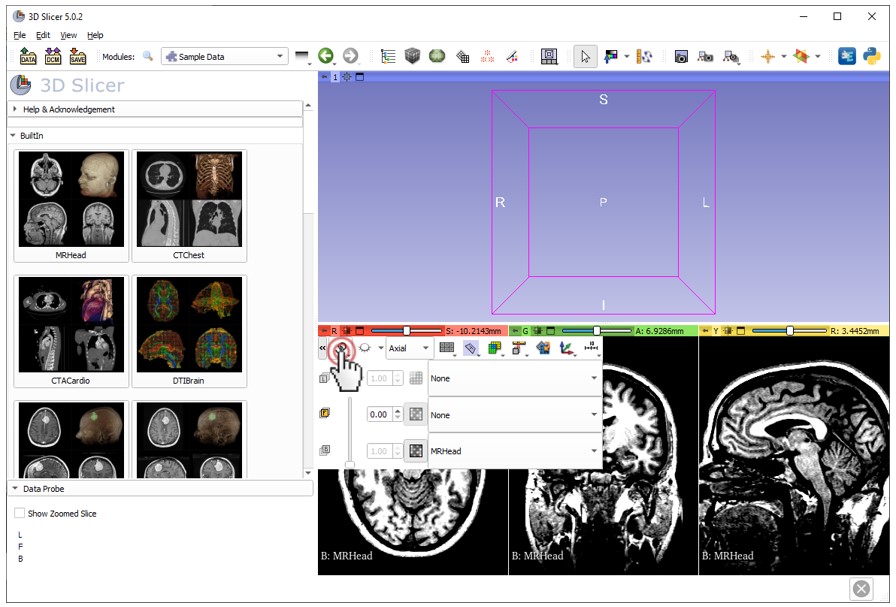 3D Slicer 5.0.2
File Edit View Help
DATA DCM SAVE Modules: Sample Data
3D Slicer
Help & Acknowledgement
BuiltIn
MRHead
CTChest
CTACardio
DTIBrain
Data Probe
Show Zoomed Slice
L
F
B
1
S
R P L
I
R S: -10.2143mm
G A: 6.9286mm
Y R: 3.4452mm
Axial
1.00 None
0.00 None
1.00 MRHead
B: MRHead
B: MRHead
B: MRHead